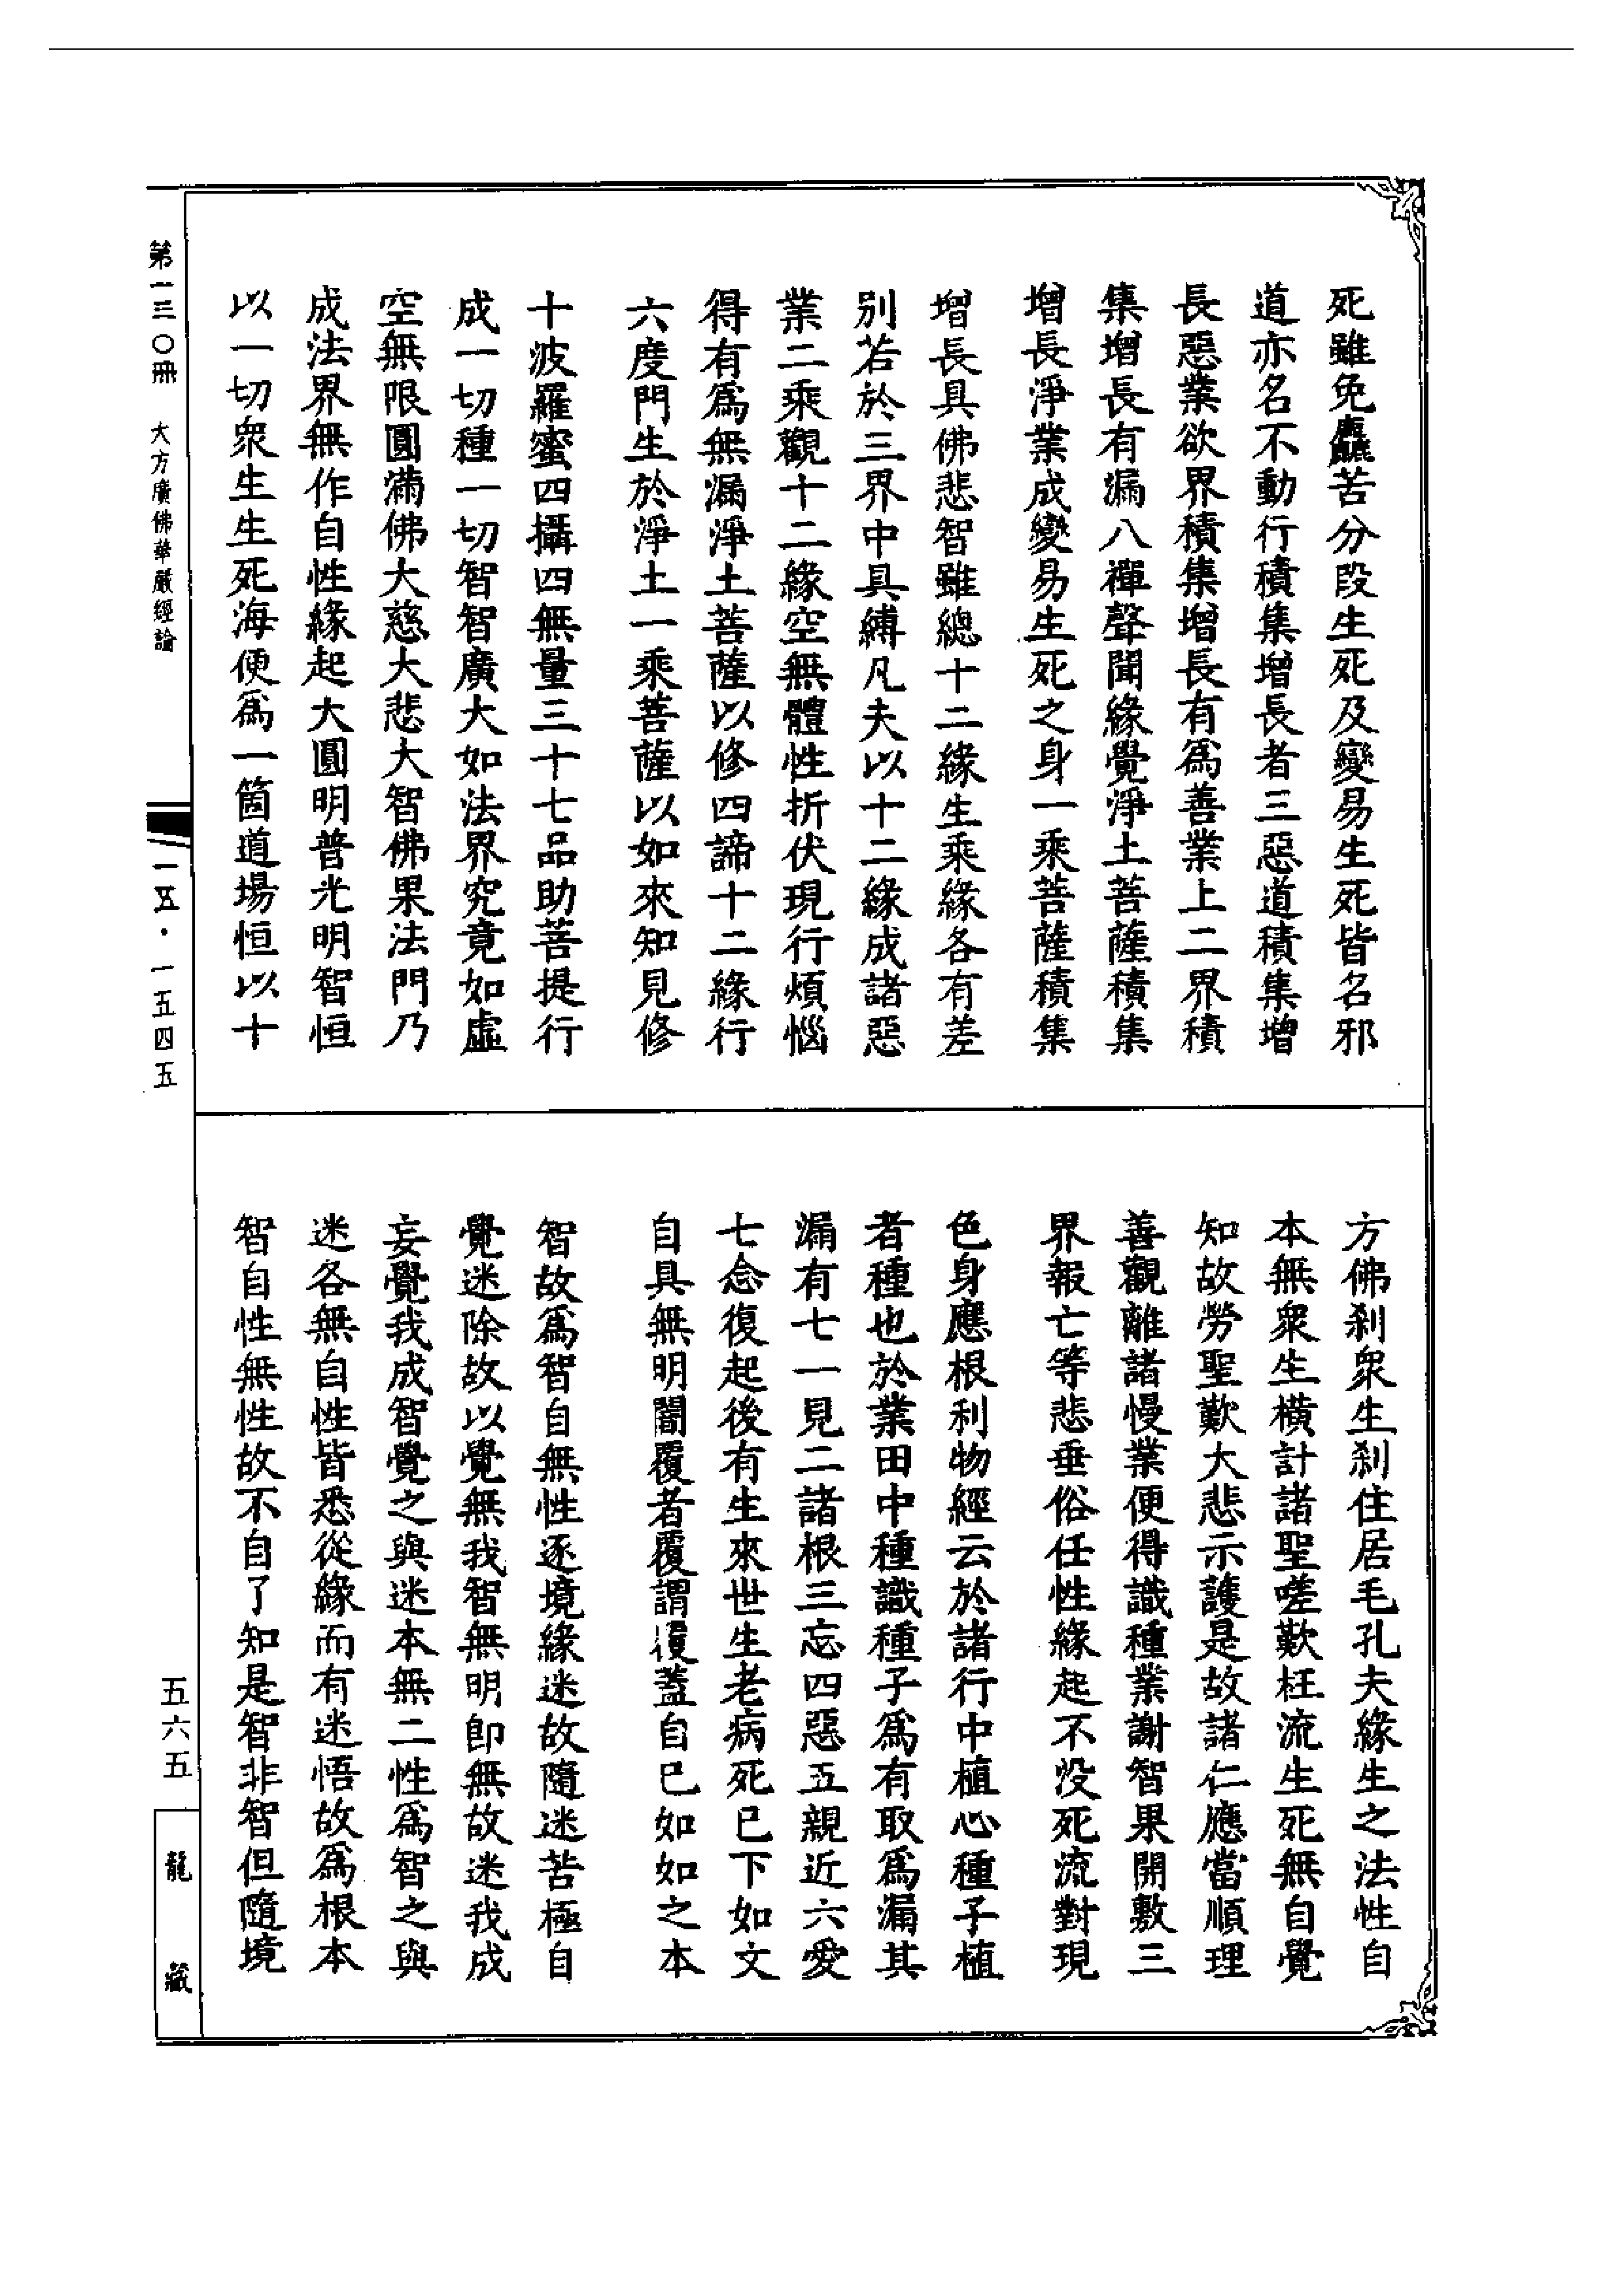 死雖免麤苦分段生死及變易生死皆名邪
道亦名不動行積集增長者三惡道積集增
長惡業欲界積集增長有爲善業上二界積
集增長有漏八禪聲聞緣覺淨土菩薩積集
增長淨業成變易生死之身一乘菩薩積集
增長具佛悲智雖總十二緣生乘緣各有差
別若於三界中具縛凡夫以十二緣成諸惡
業二乘觀十二緣空無體性折伏現行煩惱
得有爲無漏淨土菩薩以修四諦十二緣行
六度門生於淨土一乘菩薩以如來知見修
十波羅蜜四攝四無量三十七品助菩提行
成一切種一切智智廣大如法界究竟如虛
空無限圓滿佛大慈大悲大智佛果法門乃
成法界無作自性緣起大圓明普光明智恒
以一切衆生生死海便爲一箇道場恒以十
方佛刹衆生刹住居毛孔夫緣生之法性自
本無衆生橫計諸聖嗟歎枉流生死無自覺
知故勞聖歎大悲示護是故諸仁應當順理
善觀離諸慢業便得識種業謝智果開敷三
界報亡等悲垂俗任性緣起不没死流對現
色身應根利物經云於諸行中植心種子植
者種也於業田中種識種子爲有取爲漏其
漏有七一見二諸根三忘四惡五親近六愛
七念復起後有生來世生老病死已下如文
自具無明闇覆者覆謂覆蓋自已如如之本
智故爲智自無性逐境緣迷故隨迷苦極自
覺迷除故以覺無我智無明即無故迷我成
妄覺我成智覺之與迷本無二性爲智之與
迷各無自性皆悉從緣而有迷悟故爲根本
智自性無性故不自了知是智非智但隨境
第一三〇冊　大方廣佛華嚴經論
一五・一五四五
五六五
龍藏